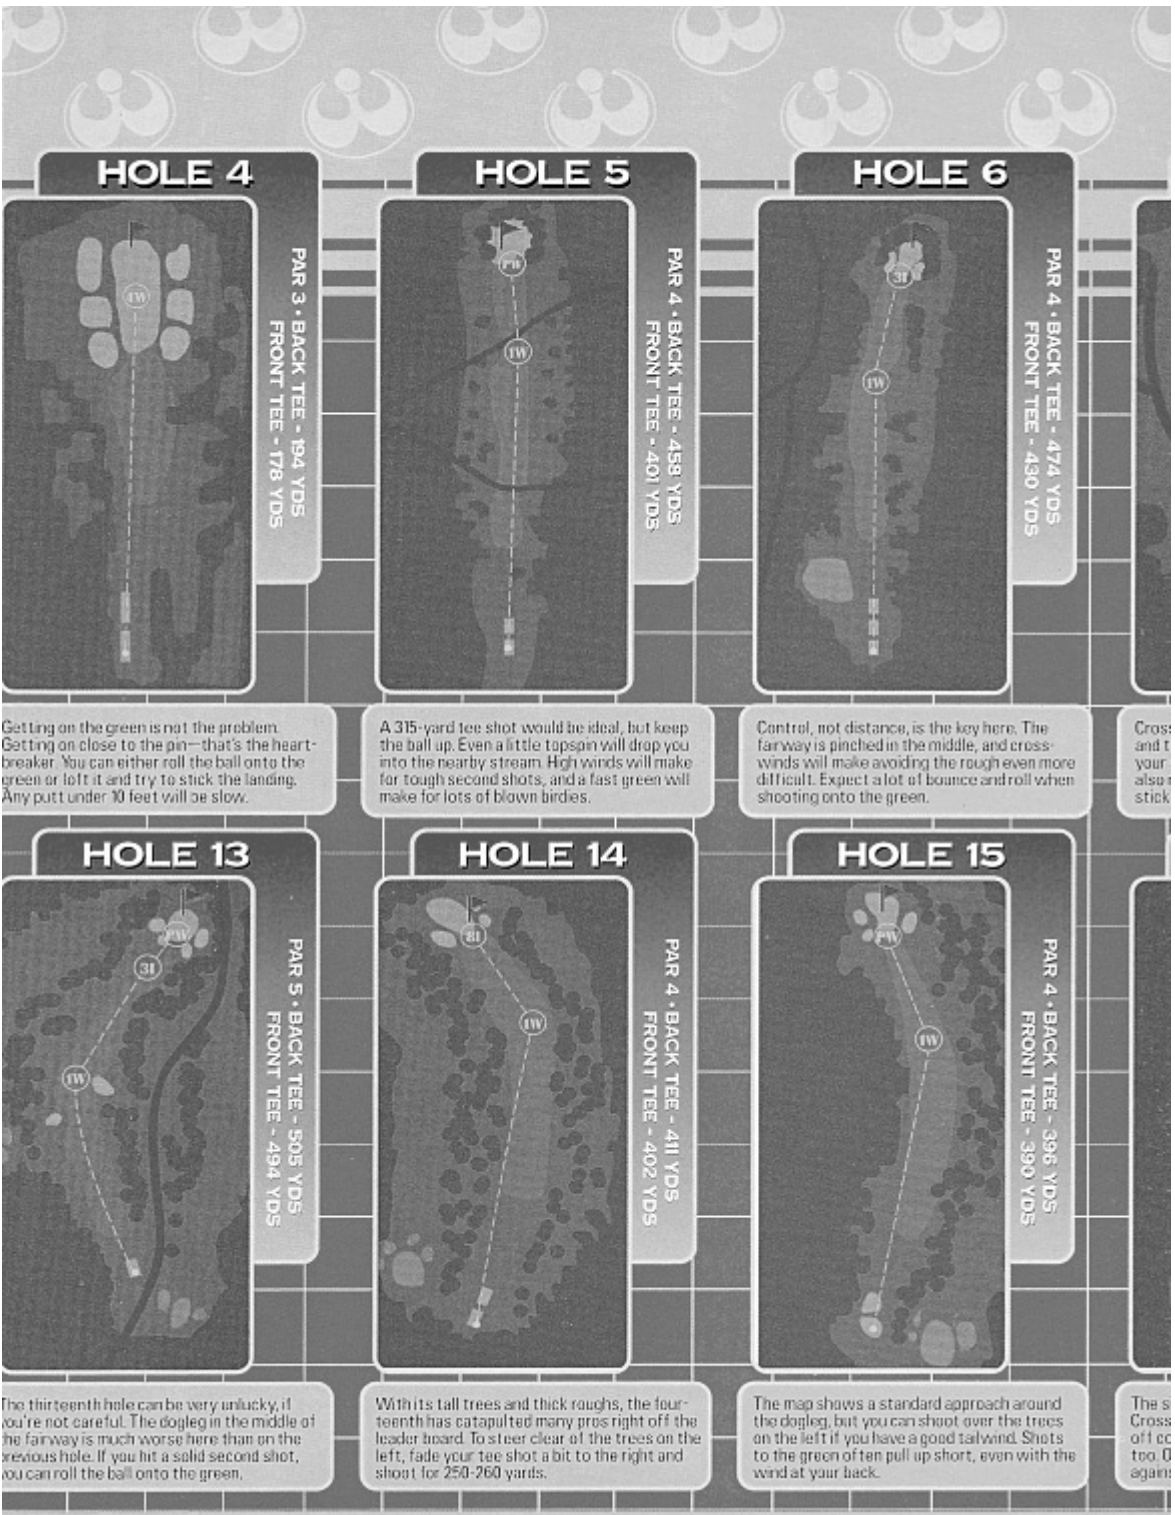 HOLE 4
PAR 3 • BACK TEE - 194 YDS
FRONT TEE - 178 YDS
1W
Getting on the green is not the problem.
Getting on close to the pin—that's the heart-
breaker. You can either roll the ball onto the
green or loft it and try to stick the landing.
Any putt under 10 feet will be slow.
HOLE 5
PAR 4 • BACK TEE - 458 YDS
FRONT TEE - 401 YDS
PW
1W
A 315-yard tee shot would be ideal, but keep
the ball up. Even a little topspin will drop you
into the nearby stream. High winds will make
for tough second shots, and a fast green will
make for lots of blown birdies.
HOLE 6
PAR 4 • BACK TEE - 474 YDS
FRONT TEE - 430 YDS
3I
1W
Control, not distance, is the key here. The
fairway is pinched in the middle, and cross-
winds will make avoiding the rough even more
difficult. Expect a lot of bounce and roll when
shooting onto the green.
Cross
and t
your
also
stick
HOLE 13
PAR 5 • BACK TEE - 505 YDS
FRONT TEE - 494 YDS
PW
3I
1W
The thirteenth hole can be very unlucky, if
you're not careful. The dogleg in the middle of
the fairway is much worse here than on the
previous hole. If you hit a solid second shot,
you can roll the ball onto the green.
HOLE 14
PAR 4 • BACK TEE - 411 YDS
FRONT TEE - 402 YDS
8I
1W
With its tall trees and thick roughs, the four-
teenth has catapulted many pros right off the
leader board. To steer clear of the trees on the
left, fade your tee shot a bit to the right and
shoot for 250-260 yards.
HOLE 15
PAR 4 • BACK TEE - 396 YDS
FRONT TEE - 390 YDS
PW
1W
The map shows a standard approach around
the dogleg, but you can shoot over the trees
on the left if you have a good tailwind. Shots
to the green often pull up short, even with the
wind at your back.
The s
Cross
off co
too. O
again